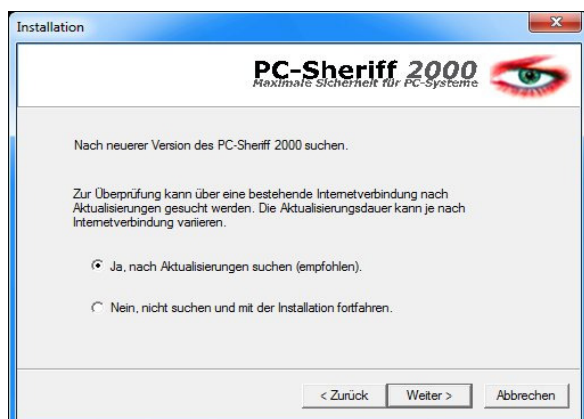 Installation
PC-Sheriff 2000
Maximale Sicherheit für PC-Systeme
Nach neuerer Version des PC-Sheriff 2000 suchen.
Zur Überprüfung kann über eine bestehende Internetverbindung nach
Aktualisierungen gesucht werden. Die Aktualisierungsdauer kann je nach
Internetverbindung variieren.
Ja, nach Aktualisierungen suchen (empfohlen).
Nein, nicht suchen und mit der Installation fortfahren.
< Zurück Weiter > Abbrechen